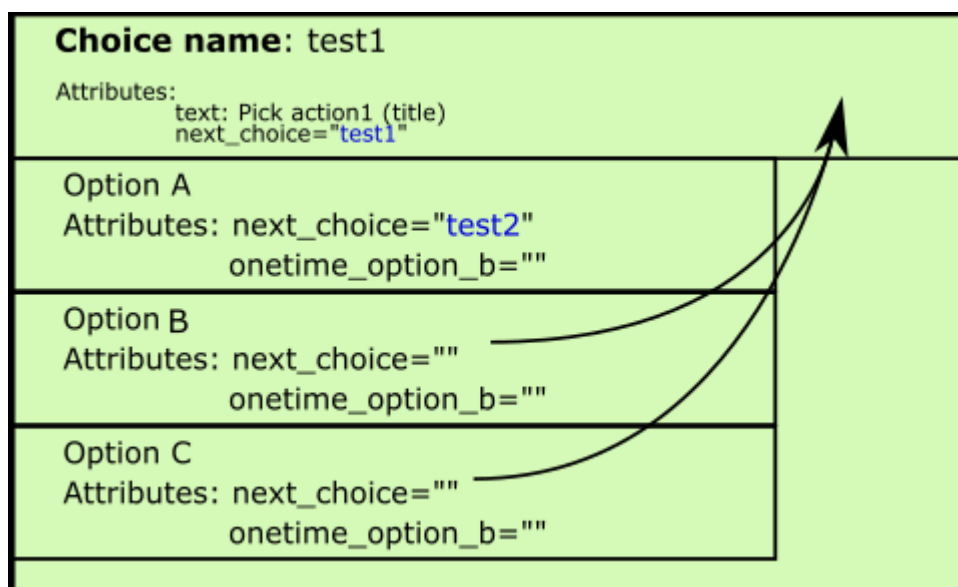 Choice name: test1
Attributes:
text: Pick action1 (title)
next_choice="test1"
Option A
Attributes: next_choice="test2"
onetime_option_b=""
Option B
Attributes: next_choice=""
onetime_option_b=""
Option C
Attributes: next_choice=""
onetime_option_b=""